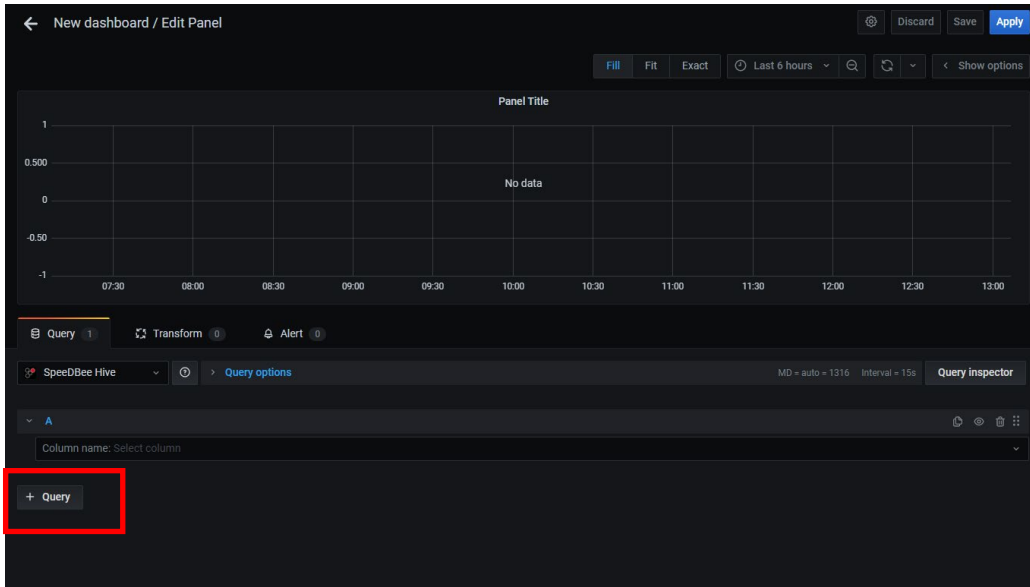 New dashboard / Edit Panel
Discard Save Apply
Fill Fit Exact Last 6 hours Show options
Panel Title
1
0.500
No data
0
-0.50
-1
07:30 08:00 08:30 09:00 09:30 10:00 10:30 11:00 11:30 12:00 12:30 13:00
Query 1 Transform 0 Alert 0
SpeeDBee Hive > Query options MD = auto = 1316 Interval = 15s Query inspector
A
Column name: Select column
+ Query